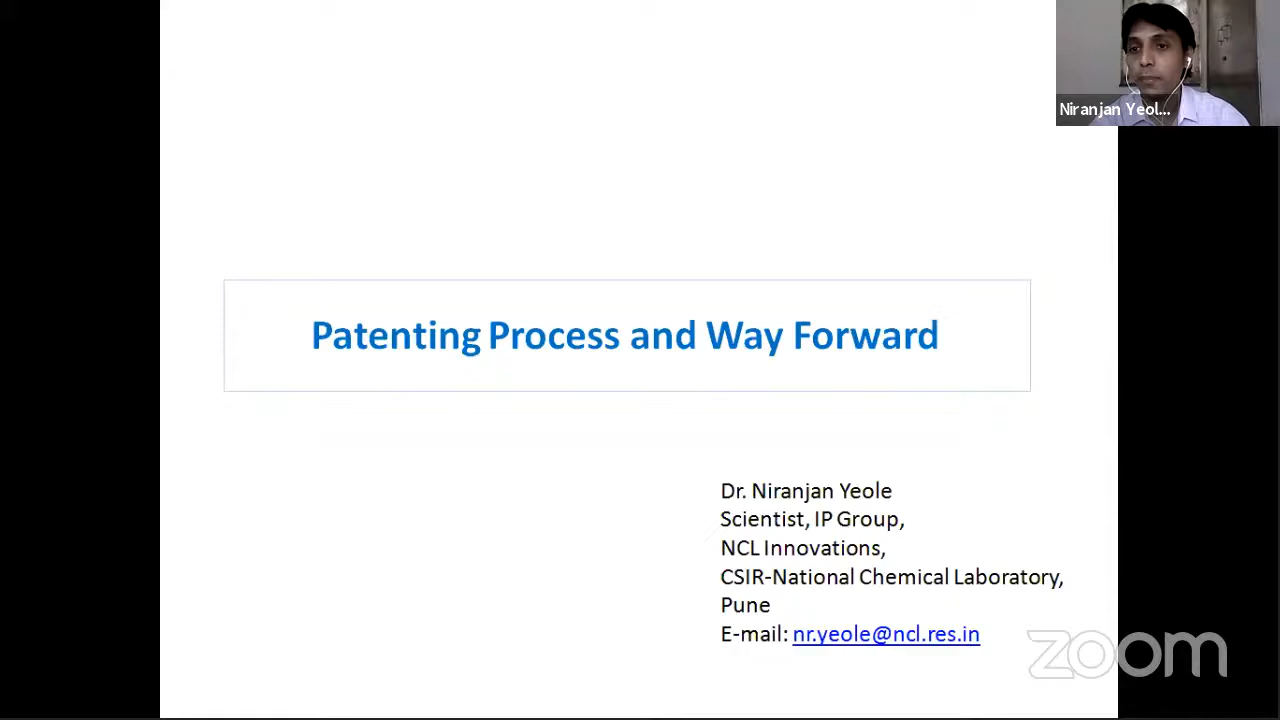 Niranjan Yeol...
Patenting Process and Way Forward
Dr. Niranjan Yeole
Scientist, IP Group,
NCL Innovations,
CSIR-National Chemical Laboratory,
Pune
E-mail: nr.yeole@ncl.res.in
zoom